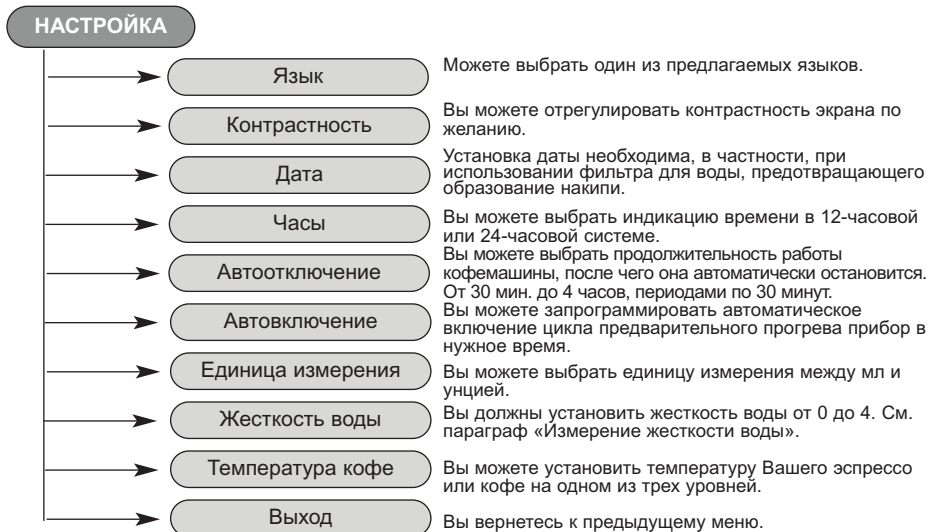 НАСТРОЙКА
Язык
Можете выбрать один из предлагаемых языков.
Контрастность
Вы можете отрегулировать контрастность экрана по
желанию.
Дата
Установка даты необходима, в частности, при
использовании фильтра для воды, предотвращающего
образование накипи.
Часы
Вы можете выбрать индикацию времени в 12-часовой
или 24-часовой системе.
Автоотключение
Вы можете выбрать продолжительность работы
кофемашины, после чего она автоматически остановится.
От 30 мин. до 4 часов, периодами по 30 минут.
Автовключение
Вы можете запрограммировать автоматическое
включение цикла предварительного прогрева прибор в
нужное время.
Единица измерения
Вы можете выбрать единицу измерения между мл и
унцией.
Жесткость воды
Вы должны установить жесткость воды от 0 до 4. См.
параграф «Измерение жесткости воды».
Температура кофе
Вы можете установить температуру Вашего эспрессо
или кофе на одном из трех уровней.
Выход
Вы вернетесь к предыдущему меню.